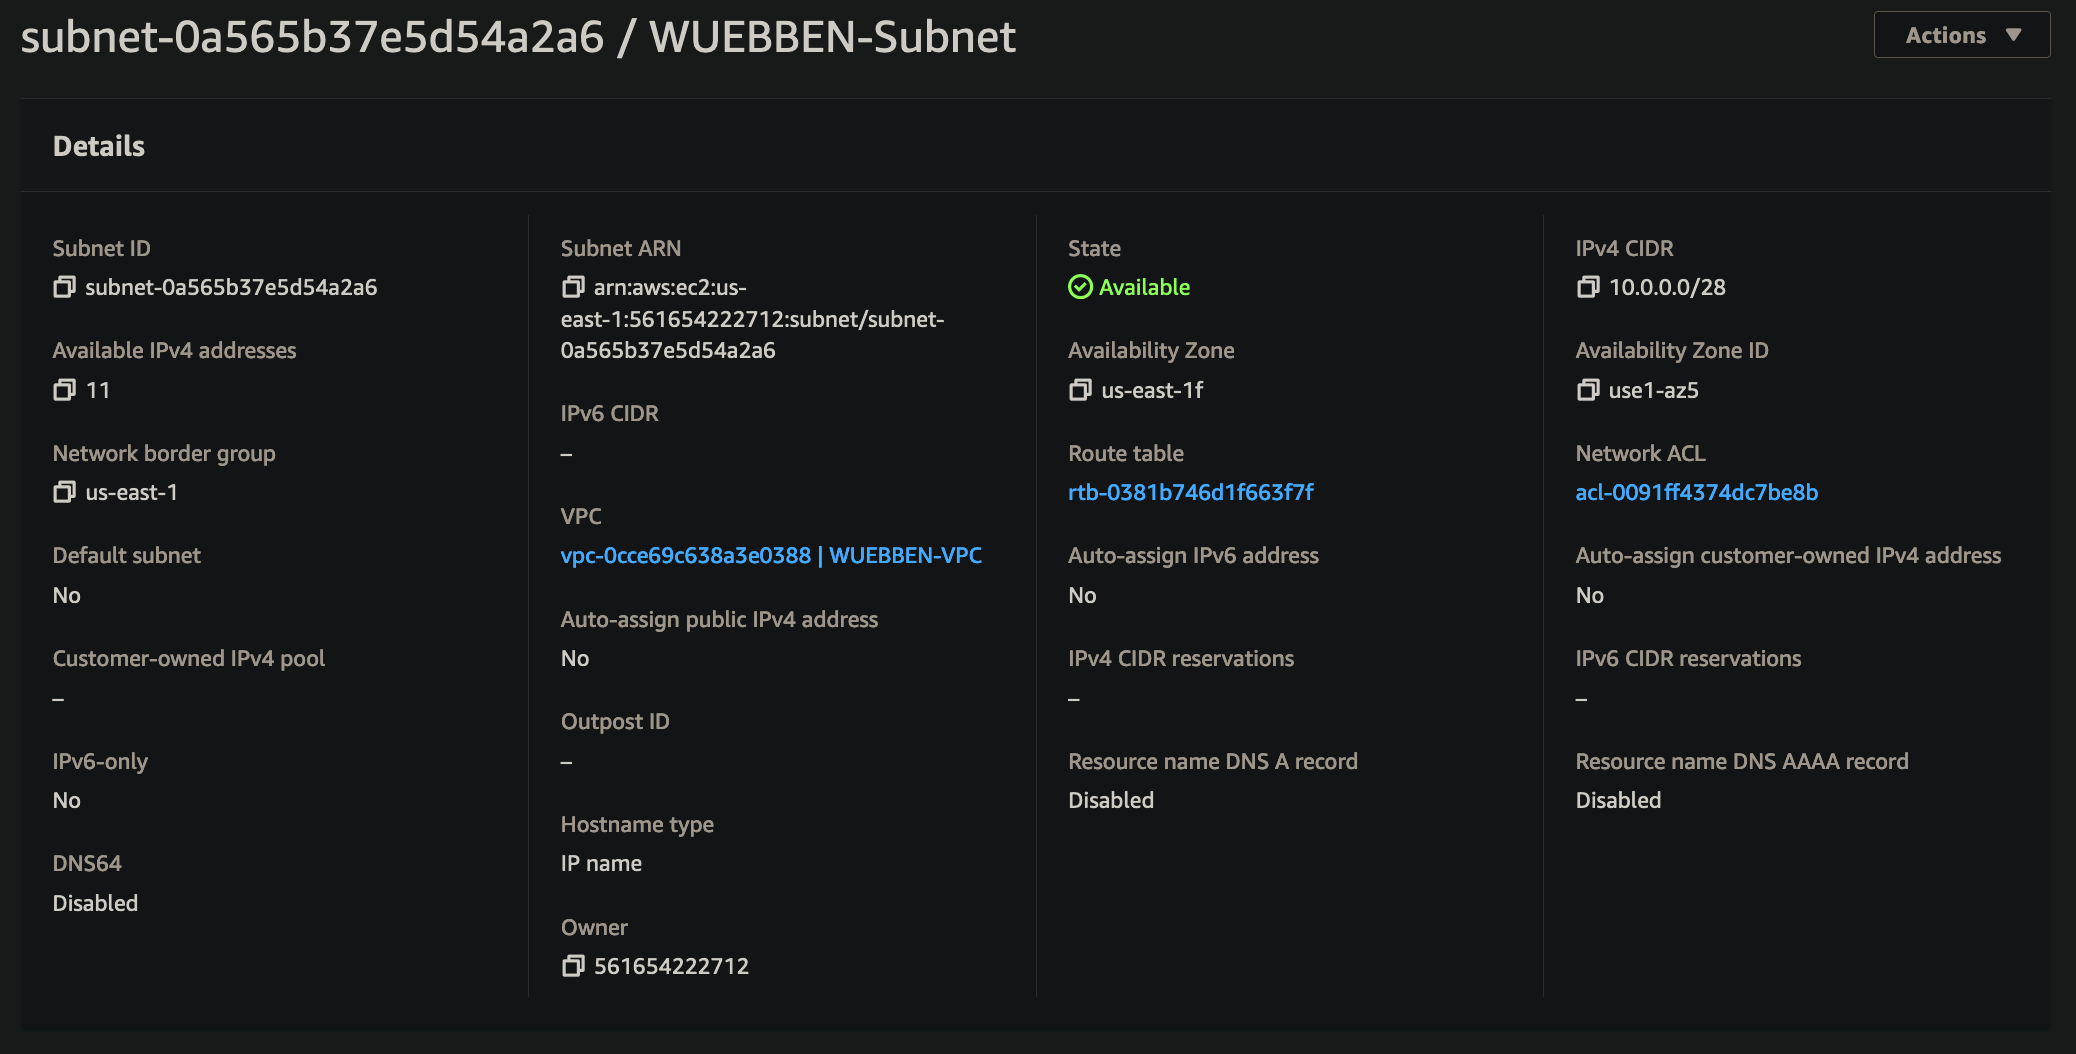 subnet-0a565b37e5d54a2a6 / WUEBBEN-Subnet
Actions
Details
Subnet ID
subnet-0a565b37e5d54a2a6
Available IPv4 addresses
11
Network border group
us-east-1
Default subnet
No
Customer-owned IPv4 pool
–
IPv6-only
No
DNS64
Disabled
Subnet ARN
arn:aws:ec2:us-
east-1:561654222712:subnet/subnet-
0a565b37e5d54a2a6
IPv6 CIDR
–
VPC
vpc-0cce69c638a3e0388 | WUEBBEN-VPC
Auto-assign public IPv4 address
No
Outpost ID
–
Hostname type
IP name
Owner
561654222712
State
Available
Availability Zone
us-east-1f
Route table
rtb-0381b746d1f663f7f
Auto-assign IPv6 address
No
IPv4 CIDR reservations
–
Resource name DNS A record
Disabled
IPv4 CIDR
10.0.0.0/28
Availability Zone ID
use1-az5
Network ACL
acl-0091ff4374dc7be8b
Auto-assign customer-owned IPv4 address
No
IPv6 CIDR reservations
–
Resource name DNS AAAA record
Disabled